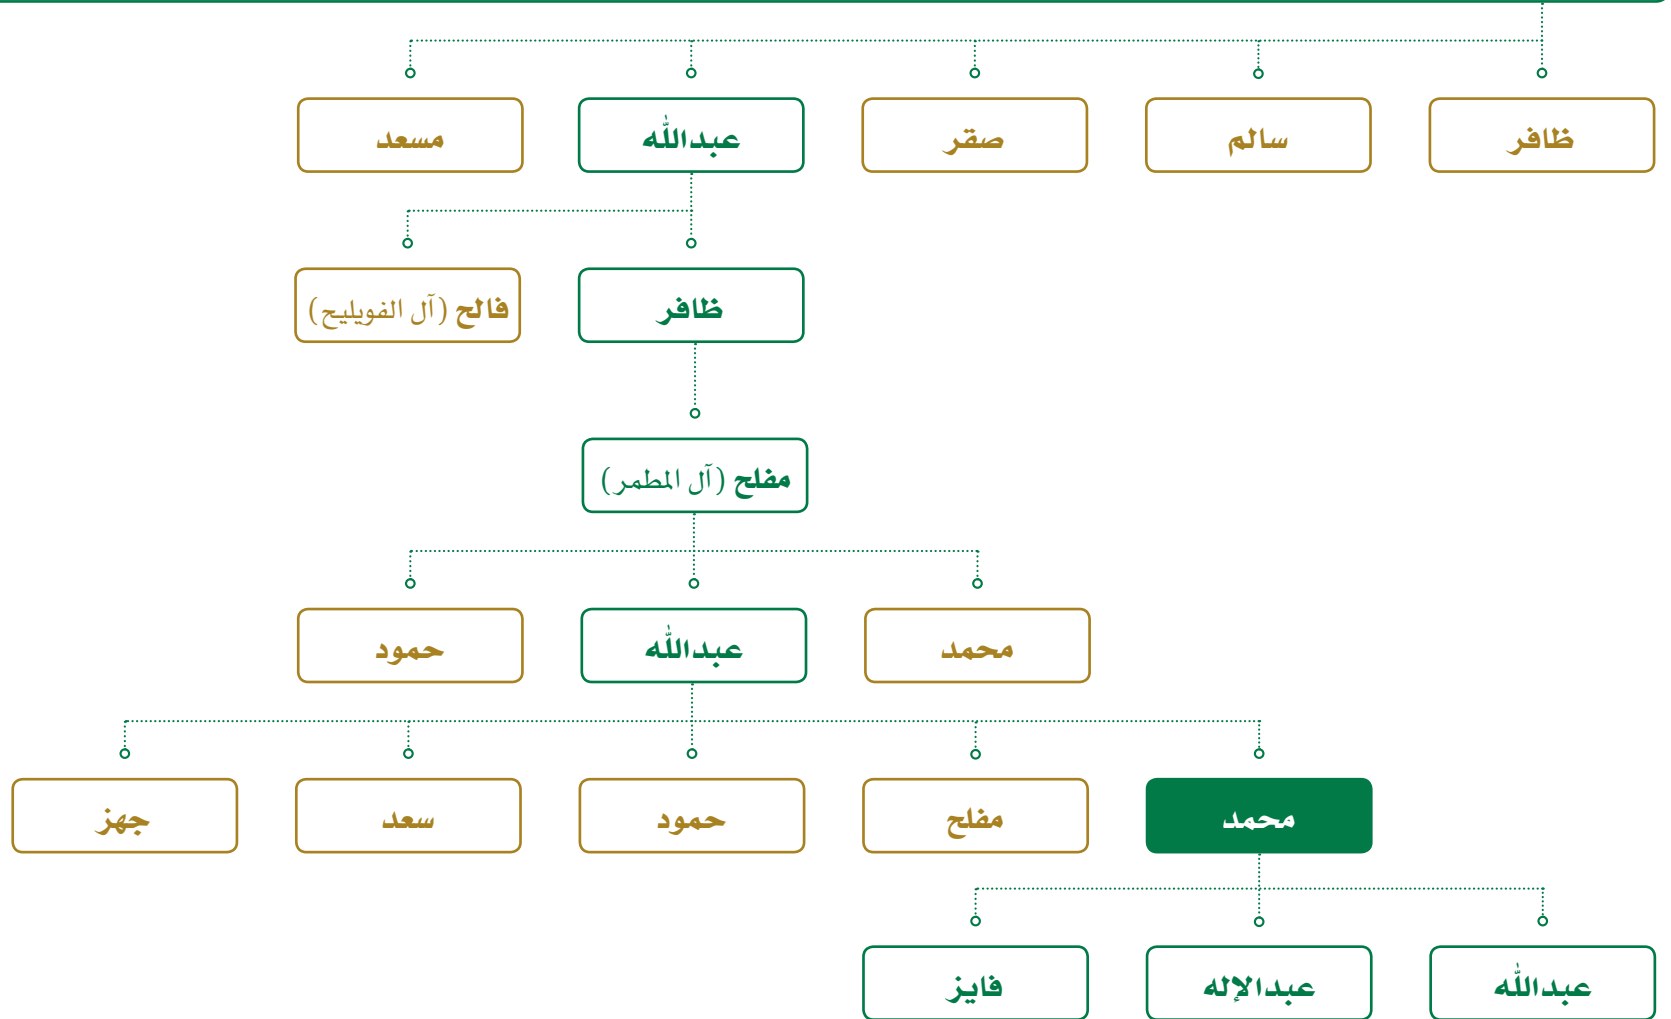 ظافر
سالم
صقر
عبدالله
مسعد
ظافر
فالح (آل الفويليح)
مفلح (آل المطمر)
محمد
عبدالله
حمود
محمد
مفلح
حمود
سعد
جهز
عبدالله
عبدالإله
فايز